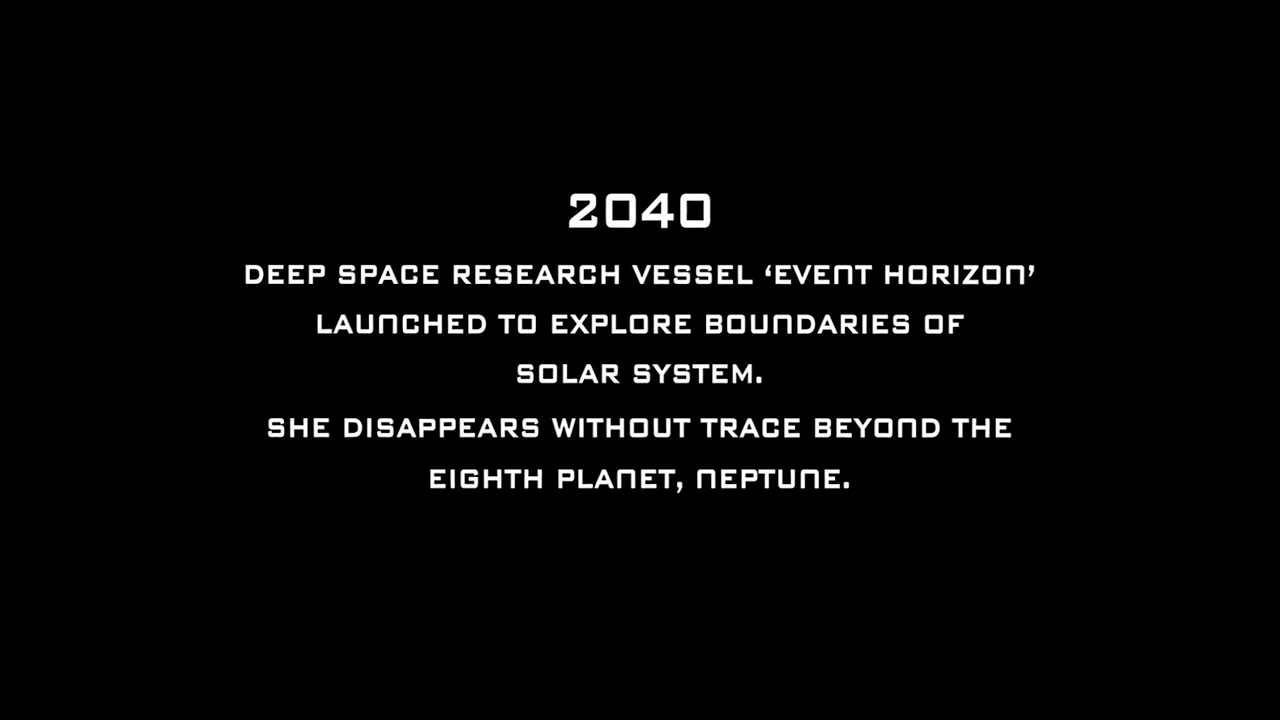 2040
DEEP SPACE RESEARCH VESSEL ‘EVENT HORIZON’
LAUNCHED TO EXPLORE BOUNDARIES OF
SOLAR SYSTEM.
SHE DISAPPEARS WITHOUT TRACE BEYOND THE
EIGHTH PLANET, NEPTUNE.